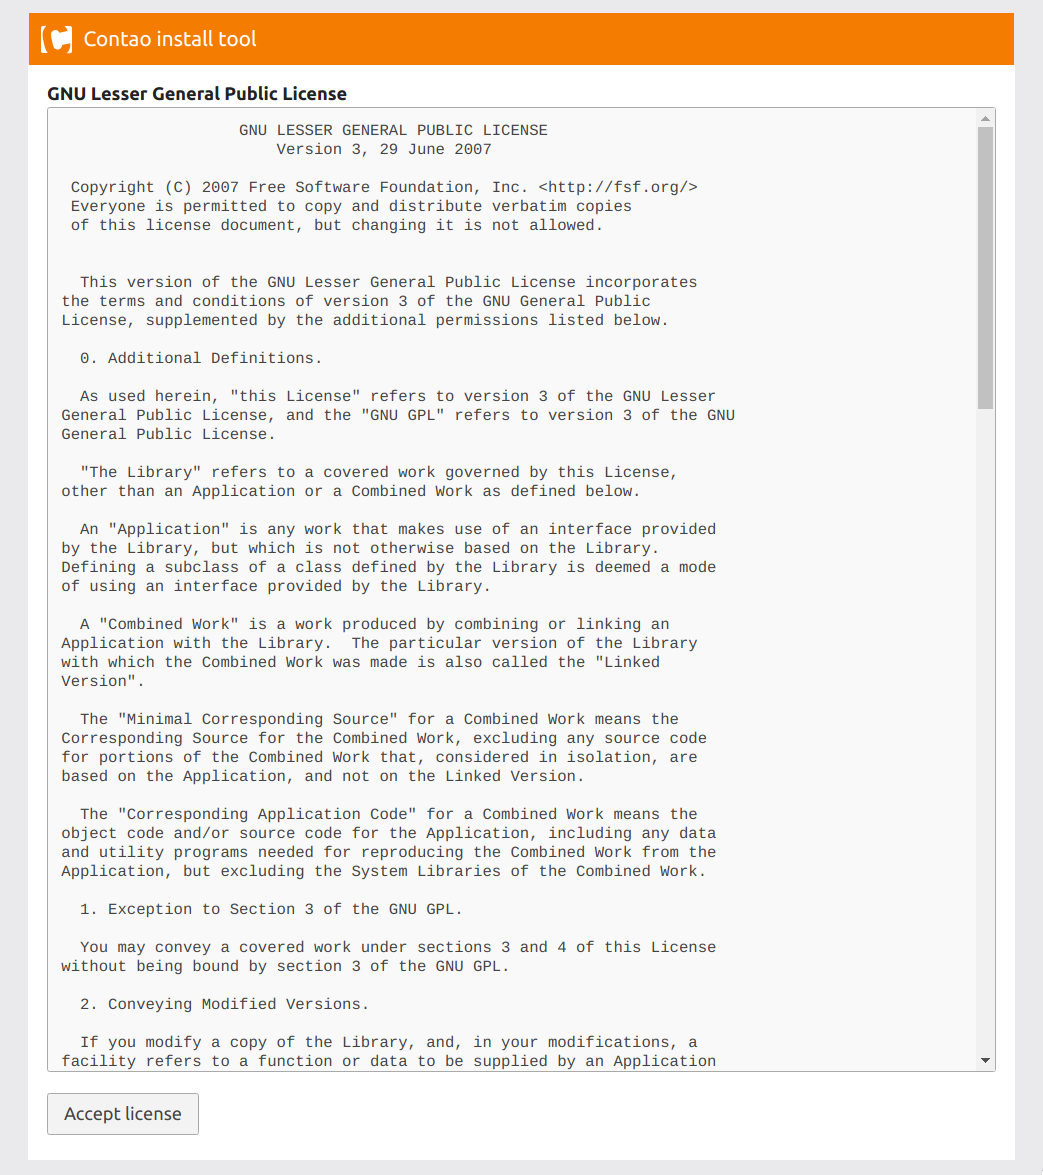 Contao install tool
GNU Lesser General Public License
GNU LESSER GENERAL PUBLIC LICENSE
Version 3, 29 June 2007
Copyright (C) 2007 Free Software Foundation, Inc. <http://fsf.org/>
Everyone is permitted to copy and distribute verbatim copies
of this license document, but changing it is not allowed.
This version of the GNU Lesser General Public License incorporates
the terms and conditions of version 3 of the GNU General Public
License, supplemented by the additional permissions listed below.
0. Additional Definitions.
As used herein, "this License" refers to version 3 of the GNU Lesser
General Public License, and the "GNU GPL" refers to version 3 of the GNU
General Public License.
"The Library" refers to a covered work governed by this License,
other than an Application or a Combined Work as defined below.
An "Application" is any work that makes use of an interface provided
by the Library, but which is not otherwise based on the Library.
Defining a subclass of a class defined by the Library is deemed a mode
of using an interface provided by the Library.
A "Combined Work" is a work produced by combining or linking an
Application with the Library.  The particular version of the Library
with which the Combined Work was made is also called the "Linked
Version".
The "Minimal Corresponding Source" for a Combined Work means the
Corresponding Source for the Combined Work, excluding any source code
for portions of the Combined Work that, considered in isolation, are
based on the Application, and not on the Linked Version.
The "Corresponding Application Code" for a Combined Work means the
object code and/or source code for the Application, including any data
and utility programs needed for reproducing the Combined Work from the
Application, but excluding the System Libraries of the Combined Work.
1. Exception to Section 3 of the GNU GPL.
You may convey a covered work under sections 3 and 4 of this License
without being bound by section 3 of the GNU GPL.
2. Conveying Modified Versions.
If you modify a copy of the Library, and, in your modifications, a
facility refers to a function or data to be supplied by an Application
Accept license